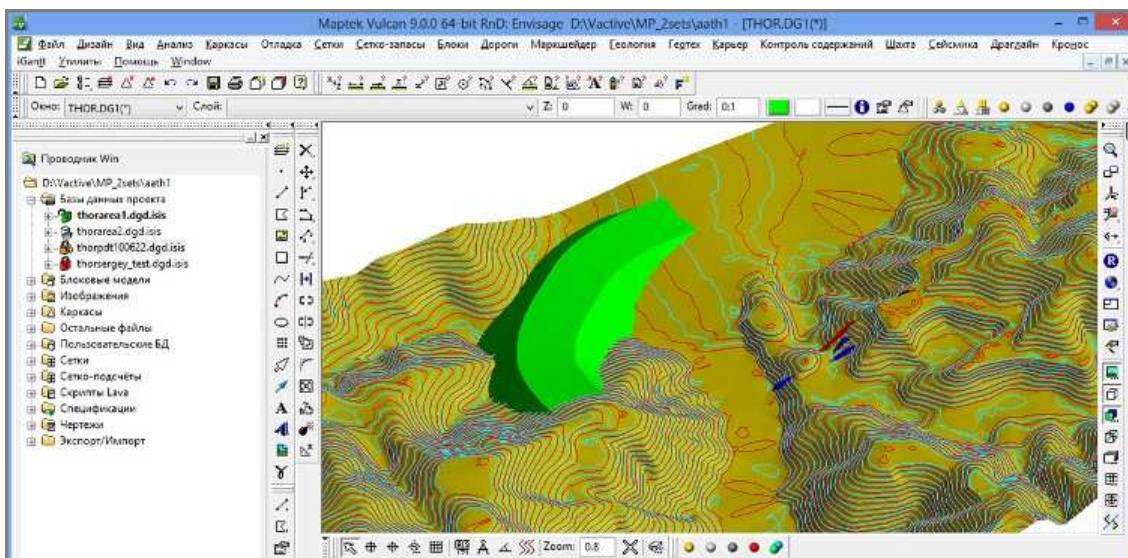 Maptek Vulcan 9.0.0 64-bit RnD: Envisage D:\Vactive\MP_2sets\aath1 - [THOR.DG1(*)]
Файл Дизайн Вид Анализ Каркасы Отладка Сетки Сетко-запасы Блоки Дороги Маркшейдер Геология Геотех Карьер Контроль содержаний Шахта Сейсмика Драглайн Кронос
iGantt Утилиты Помощь Window
Окно: THOR.DG1(*) Слой: Z: 0 W: 0 Grad: 0:1
Проводник Win
D:\Vactive\MP_2sets\aath1
Базы данных проекта
thorarea1.dgd.isis
thorarea2.dgd.isis
thorpdt100622.dgd.isis
thorsergey_test.dgd.isis
Блоковые модели
Изображения
Каркасы
Остальные файлы
Пользовательские БД
Сетки
Сетко-подсчёты
Скрипты Lava
Спецификации
Чертежи
Экспорт/Импорт
Zoom: 0.8